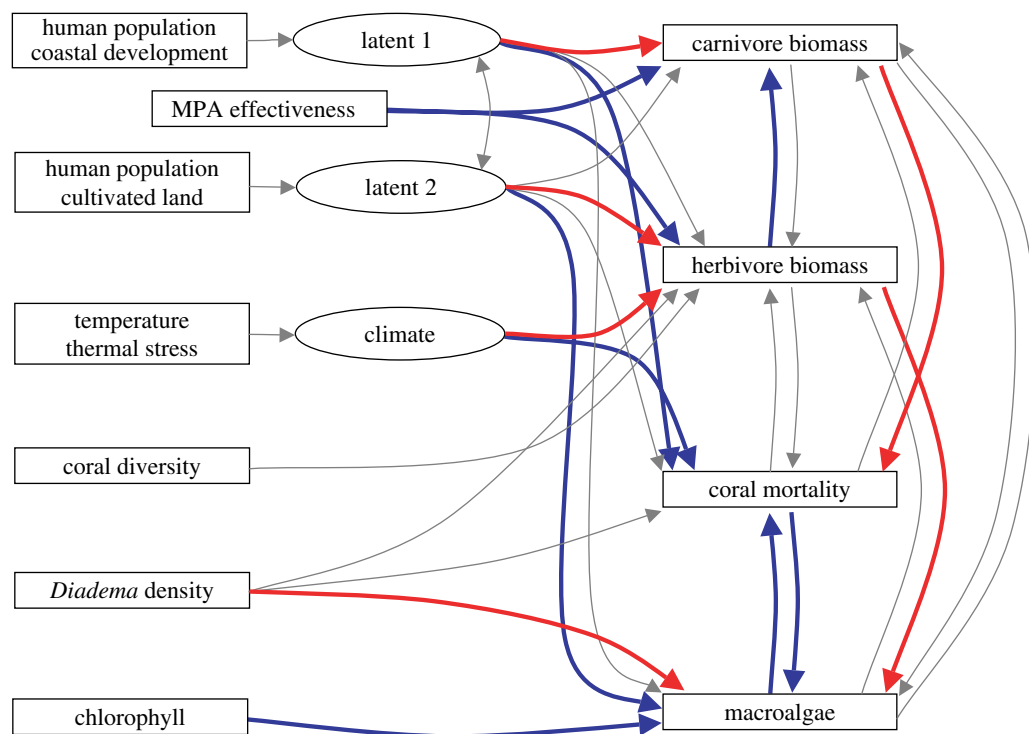 human population
coastal development
latent 1
carnivore biomass
MPA effectiveness
human population
cultivated land
latent 2
herbivore biomass
temperature
thermal stress
climate
coral diversity
coral mortality
Diadema density
chlorophyll
macroalgae